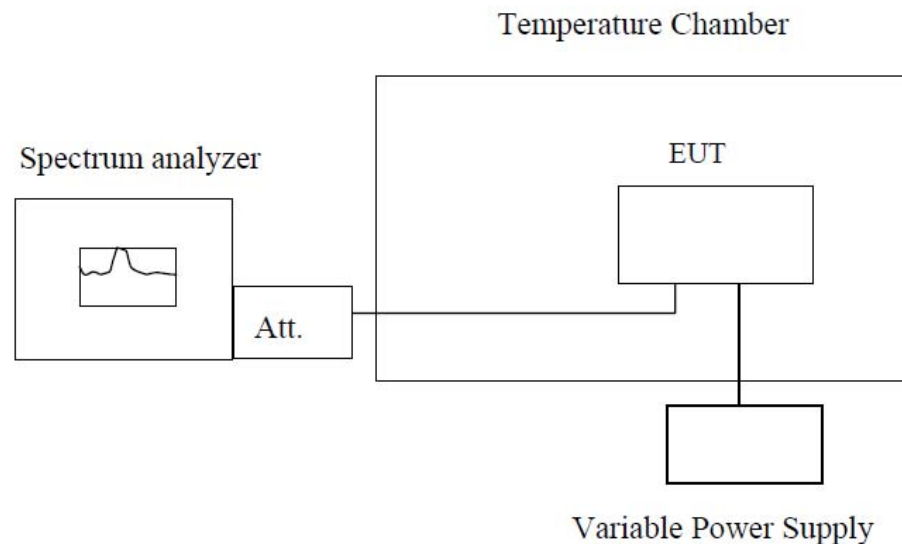 Temperature Chamber
Spectrum analyzer
EUT
Att.
Variable Power Supply